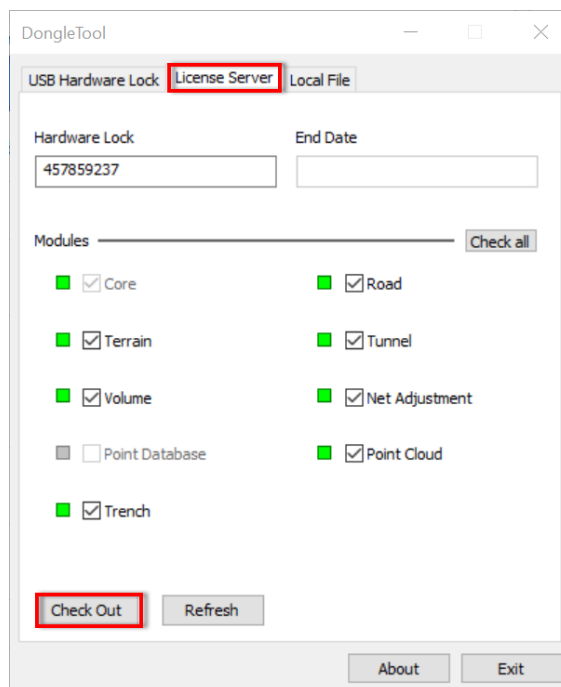 DongleTool
USB Hardware Lock License Server Local File
Hardware Lock End Date
457859237
Modules Check all
Core Road
Terrain Tunnel
Volume Net Adjustment
Point Database Point Cloud
Trench
Check Out Refresh
About Exit